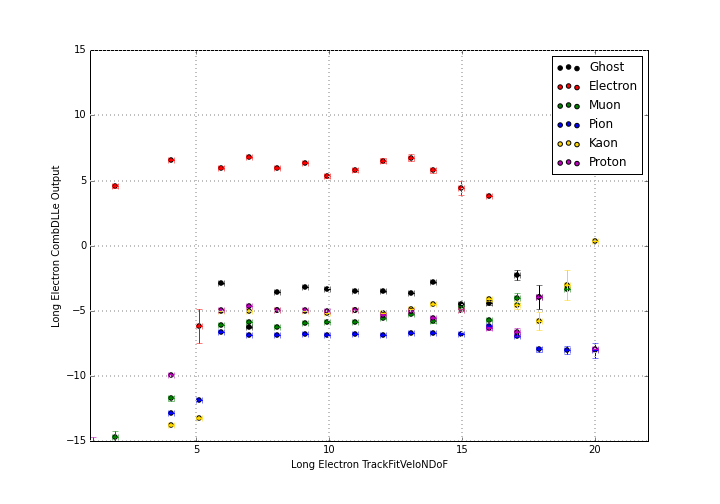 15
10
5
0
−5
−10
−15
5
10
15
20
Long Electron CombDLLe Output
Long Electron TrackFitVeloNDoF
Ghost
Electron
Muon
Pion
Kaon
Proton